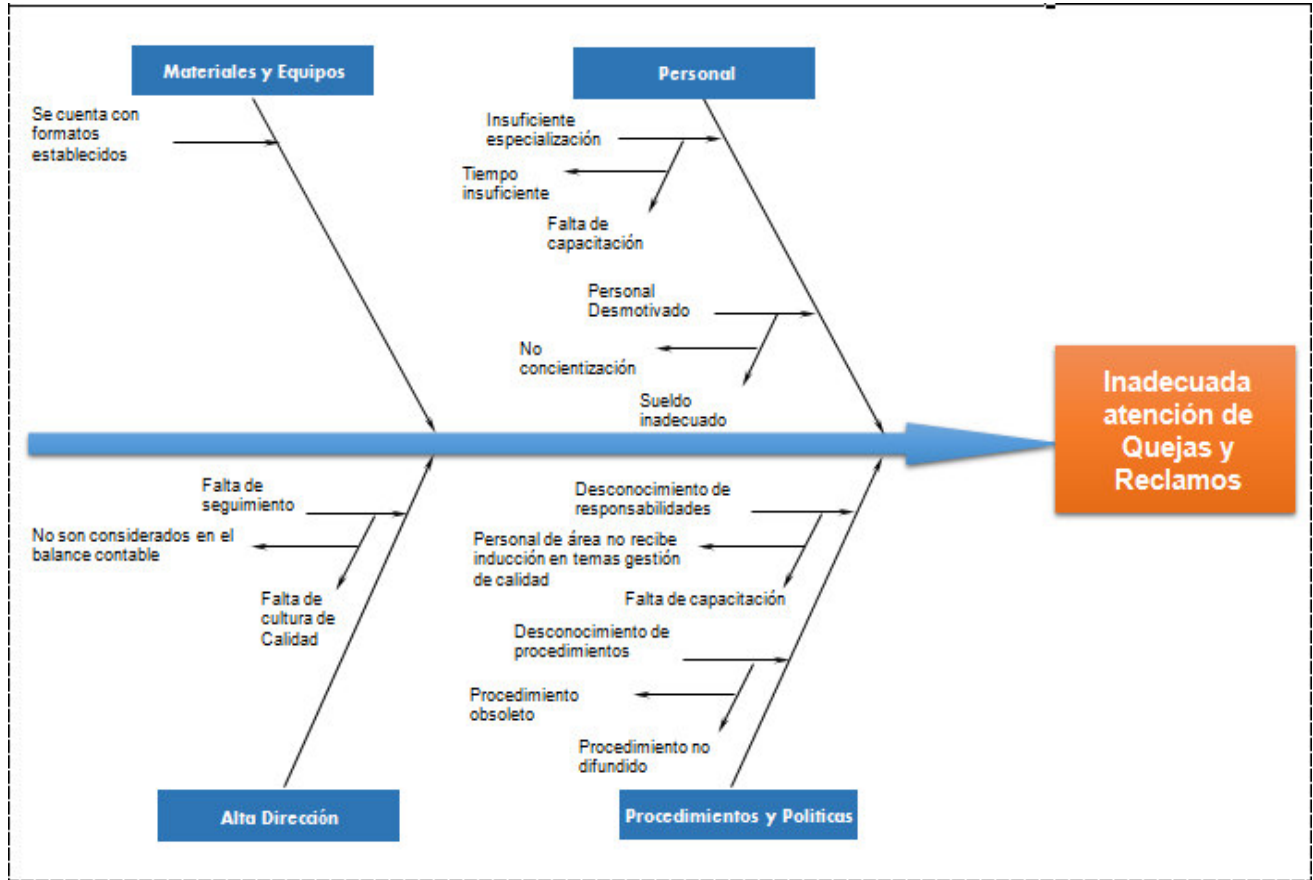 Materiales y Equipos
Personal
Se cuenta con
formatos
establecidos
Insuficiente
especialización
Tiempo
insuficiente
Falta de
capacitación
Personal
Desmotivado
No
concientización
Sueldo
inadecuado
Inadecuada
atención de
Quejas y
Reclamos
Falta de
seguimiento
No son considerados en el
balance contable
Falta de
cultura de
Calidad
Desconocimiento de
responsabilidades
Personal de área no recibe
inducción en temas gestión
de calidad
Falta de capacitación
Desconocimiento de
procedimientos
Procedimiento
obsoleto
Procedimiento no
difundido
Alta Dirección
Procedimientos y Politicas